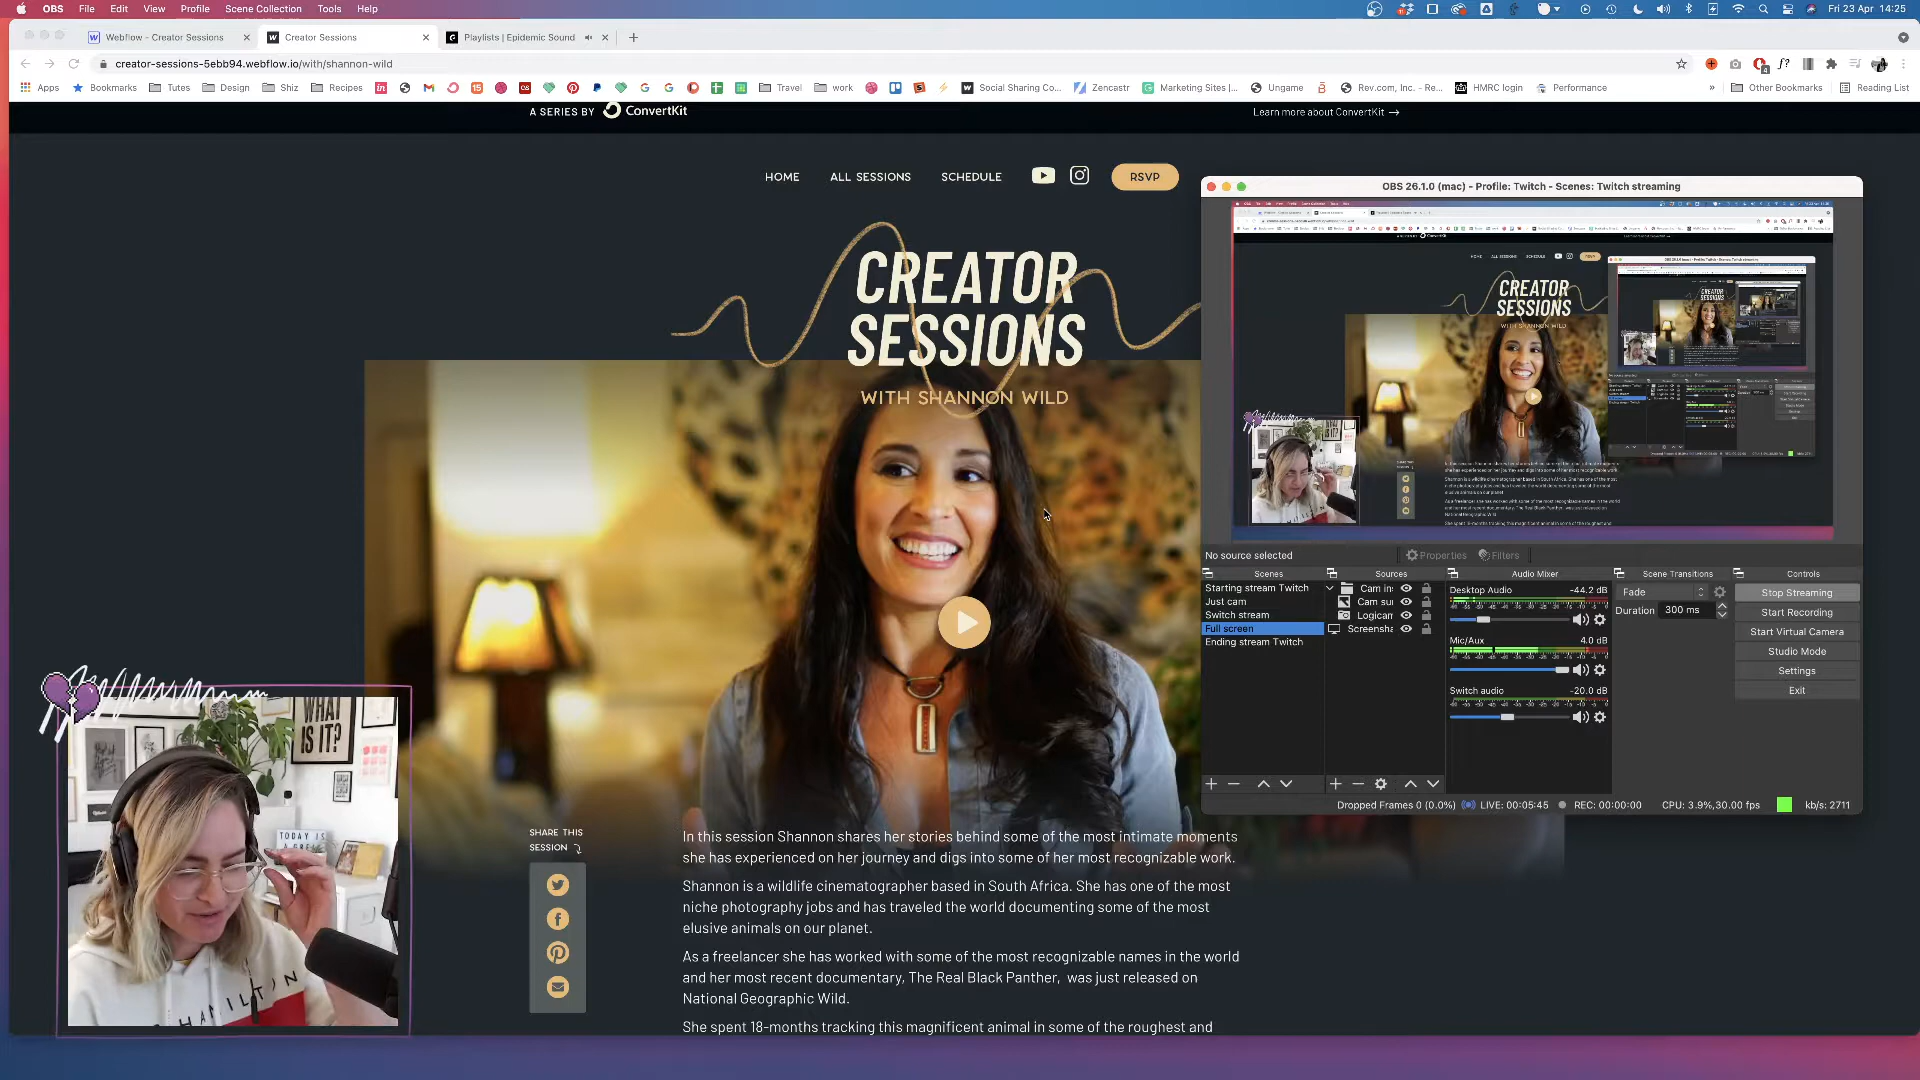 OBS File Edit View Profile Scene Collection Tools Help
Fri 23 Apr 14:25
Webflow - Creator Sessions
Creator Sessions
Playlists | Epidemic Sound
creator-sessions-5ebb94.webflow.io/with/shannon-wild
Apps Bookmarks Tutes Design Shiz Recipes Travel work Social Sharing Co... Zencastr Marketing Sites |... Ungame Rev.com, Inc. - Re... HMRC login Performance » Other Bookmarks Reading List
A SERIES BY ConvertKit
Learn more about ConvertKit →
HOME ALL SESSIONS SCHEDULE RSVP
CREATOR
SESSIONS
WITH SHANNON WILD
OBS 26.1.0 (mac) - Profile: Twitch - Scenes: Twitch streaming
No source selected Properties Filters
Scenes Sources Audio Mixer Scene Transitions Controls
Starting stream Twitch
Just cam
Switch stream
Full screen
Ending stream Twitch
Cam in
Cam su
Logicam
Screensha
Desktop Audio -44.2 dB
Mic/Aux 4.0 dB
Switch audio -20.0 dB
Fade
Duration 300 ms
Stop Streaming
Start Recording
Start Virtual Camera
Studio Mode
Settings
Exit
Dropped Frames 0 (0.0%) LIVE: 00:05:45 REC: 00:00:00 CPU: 3.9%,30.00 fps kb/s: 2711
WHAT
IS IT?
TODAY IS
HAMILTON
SHARE THIS
SESSION
In this session Shannon shares her stories behind some of the most intimate moments
she has experienced on her journey and digs into some of her most recognizable work.
Shannon is a wildlife cinematographer based in South Africa. She has one of the most
niche photography jobs and has traveled the world documenting some of the most
elusive animals on our planet.
As a freelancer she has worked with some of the most recognizable names in the world
and her most recent documentary, The Real Black Panther, was just released on
National Geographic Wild.
She spent 18-months tracking this magnificent animal in some of the roughest and